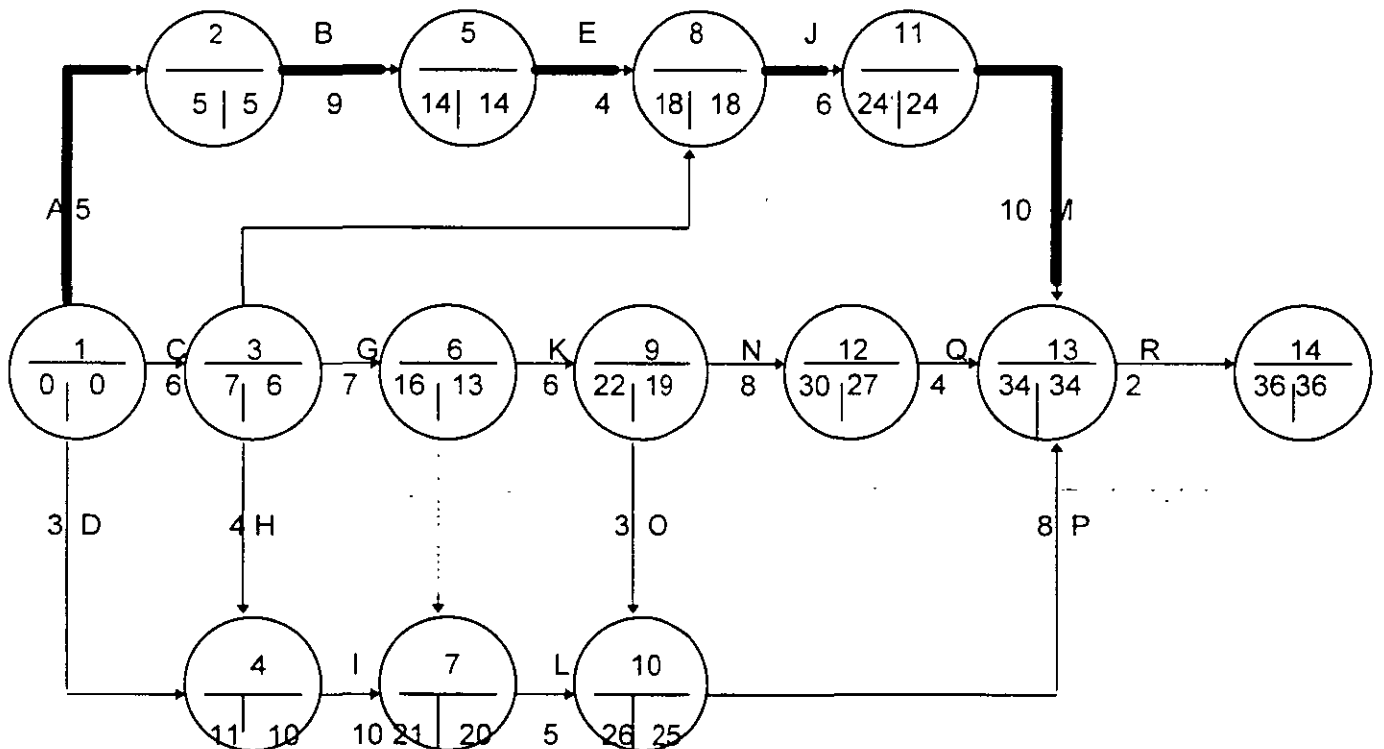 2 B 5 E 8 J 11
5 5 9 14 14 4 18 18 6 24 24
A 5 10 M
1 C 3 G 6 K 9 N 12 Q 13 R 14
0 0 6 7 6 7 16 13 6 22 19 8 30 27 4 34 34 2 36 36
3 D 4 H 3 O 8 P
4 I 7 L 10
11 10 10 21 20 5 26 25